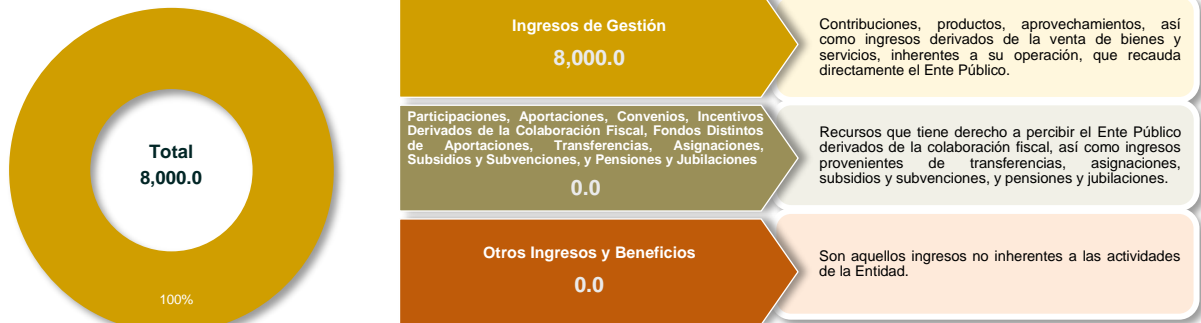 Total
8,000.0
100%
Ingresos de Gestión
8,000.0
Contribuciones, productos, aprovechamientos, así
como ingresos derivados de la venta de bienes y
servicios, inherentes a su operación, que recauda
directamente el Ente Público.
Participaciones, Aportaciones, Convenios, Incentivos
Derivados de la Colaboración Fiscal, Fondos Distintos
de Aportaciones, Transferencias, Asignaciones,
Subsidios y Subvenciones, y Pensiones y Jubilaciones
0.0
Recursos que tiene derecho a percibir el Ente Público
derivados de la colaboración fiscal, así como ingresos
provenientes de transferencias, asignaciones,
subsidios y subvenciones, y pensiones y jubilaciones.
Otros Ingresos y Beneficios
0.0
Son aquellos ingresos no inherentes a las actividades
de la Entidad.